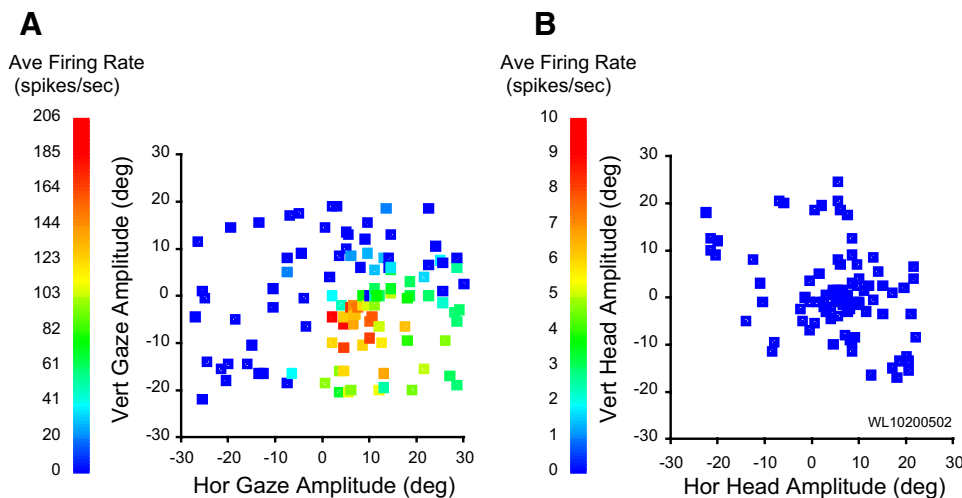 A
Ave Firing Rate
(spikes/sec)
206
185
164
144
123
103
82
61
40
20
0
Vert Gaze Amplitude (deg)
30
20
10
0
-10
-20
-30
-30 -20 -10 0 10 20 30
Hor Gaze Amplitude (deg)
B
Ave Firing Rate
(spikes/sec)
10
9
8
7
6
5
4
3
2
1
0
Vert Head Amplitude (deg)
30
20
10
0
-10
-20
-30
WL10200502
-30 -20 -10 0 10 20 30
Hor Head Amplitude (deg)